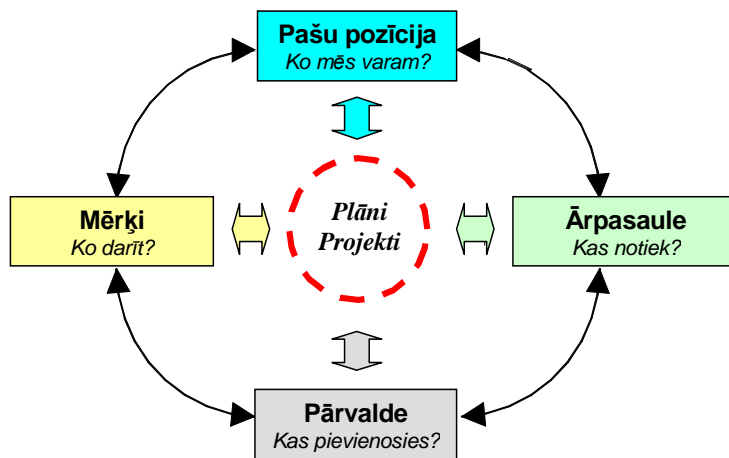 Pašu pozīcija
Ko mēs varam?
Mērķi
Ko darīt?
Plāni
Projekti
Ārpasaule
Kas notiek?
Pārvalde
Kas pievienosies?